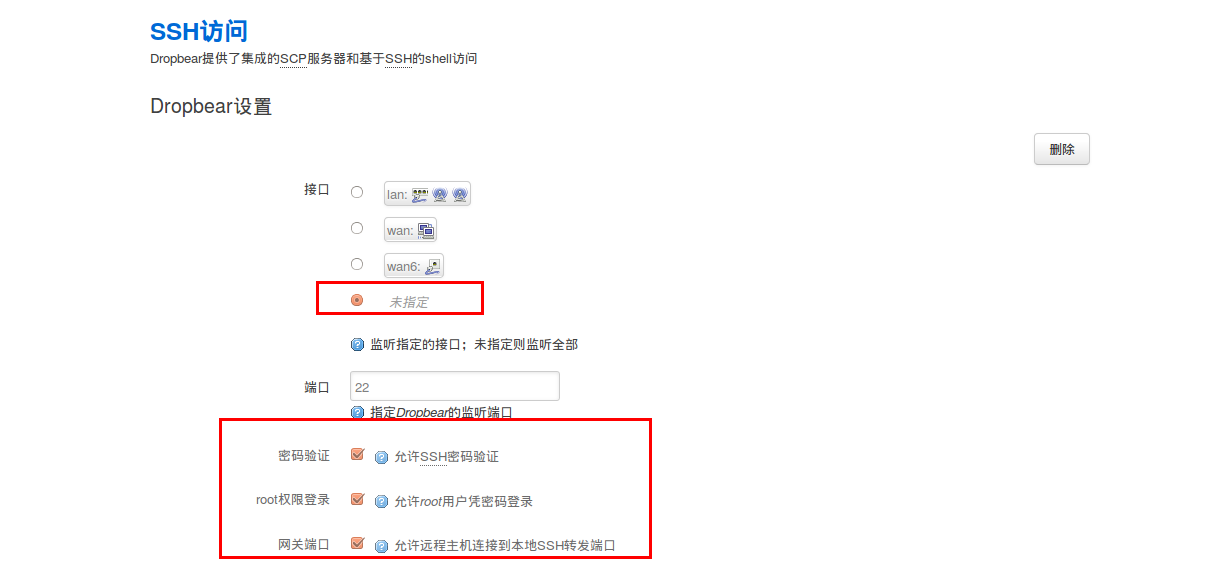 SSH访问
Dropbear提供了集成的SCP服务器和基于SSH的shell访问
Dropbear设置
删除
接口
lan:
wan:
wan6:
未指定
监听指定的接口；未指定则监听全部
端口 22
指定Dropbear的监听端口
密码验证 允许SSH密码验证
root权限登录 允许root用户凭密码登录
网关端口 允许远程主机连接到本地SSH转发端口